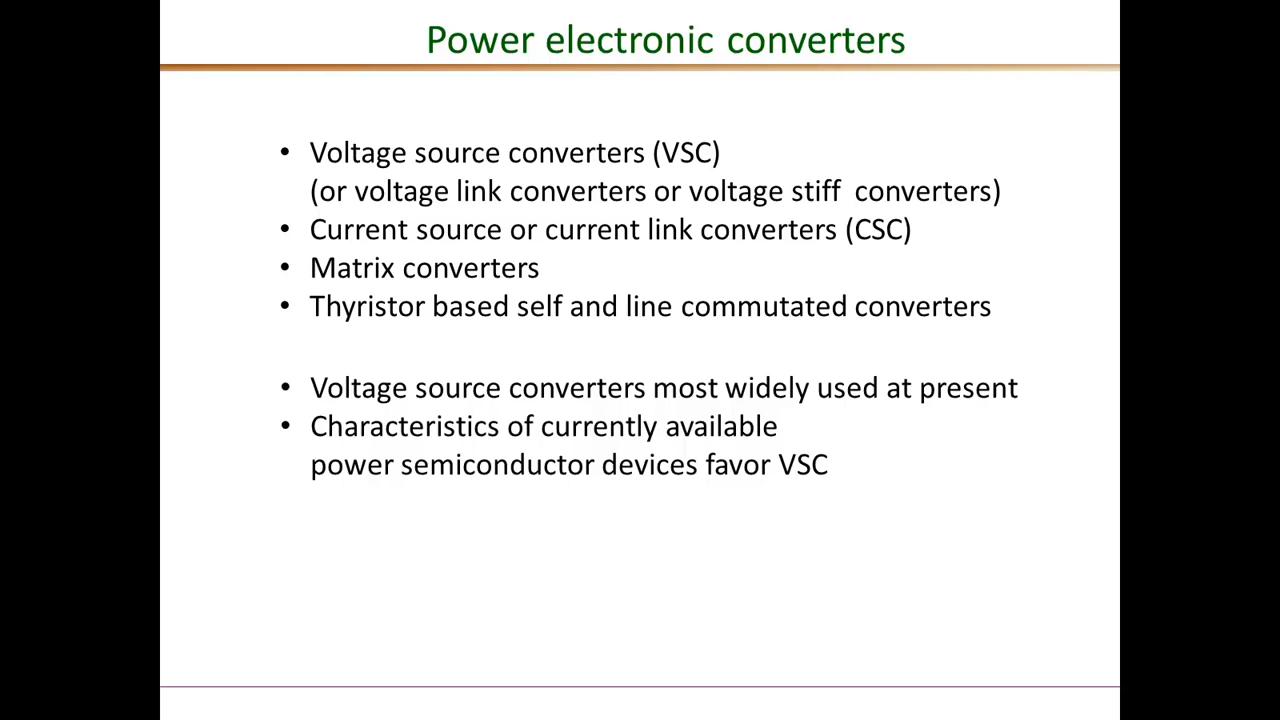 Power electronic converters
• Voltage source converters (VSC)
(or voltage link converters or voltage stiff converters)
• Current source or current link converters (CSC)
• Matrix converters
• Thyristor based self and line commutated converters
• Voltage source converters most widely used at present
• Characteristics of currently available
power semiconductor devices favor VSC